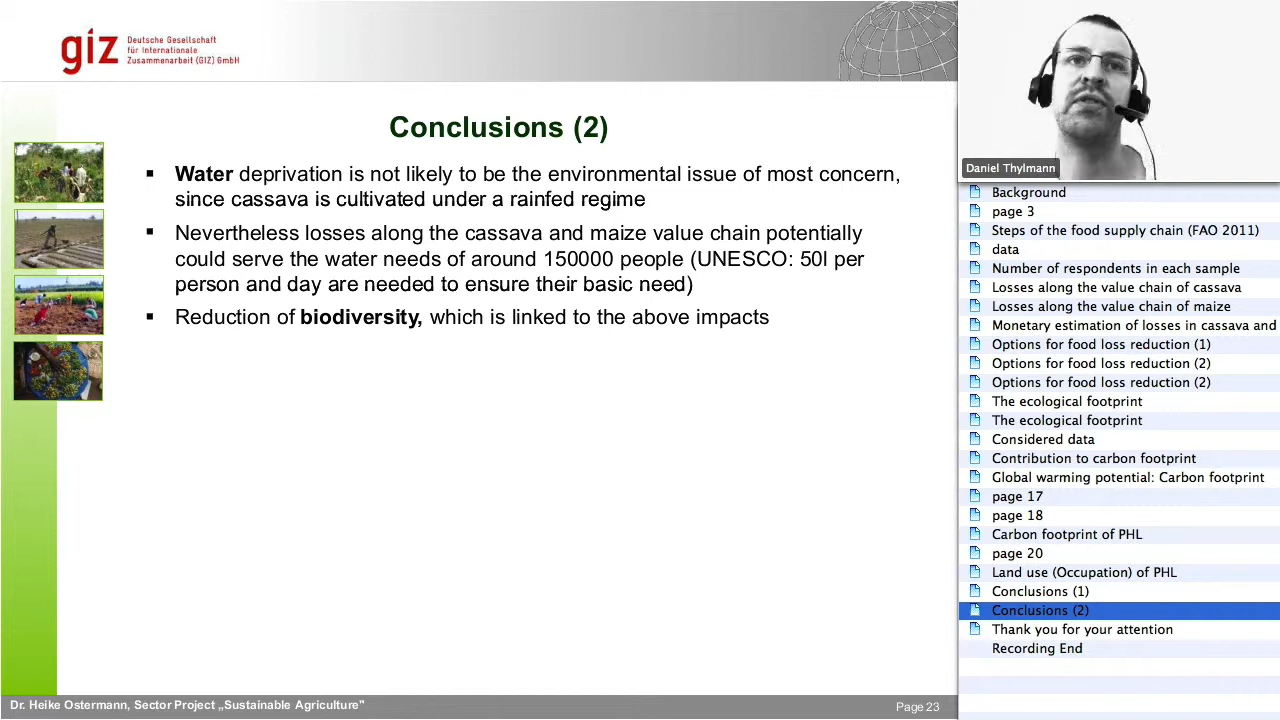 giz Deutsche Gesellschaft
für Internationale
Zusammenarbeit (GIZ) GmbH
Conclusions (2)
▪ Water deprivation is not likely to be the environmental issue of most concern,
since cassava is cultivated under a rainfed regime
▪ Nevertheless losses along the cassava and maize value chain potentially
could serve the water needs of around 150000 people (UNESCO: 50l per
person and day are needed to ensure their basic need)
▪ Reduction of biodiversity, which is linked to the above impacts
Dr. Heike Ostermann, Sector Project „Sustainable Agriculture"
Page 23
Daniel Thylmann
Background
page 3
Steps of the food supply chain (FAO 2011)
data
Number of respondents in each sample
Losses along the value chain of cassava
Losses along the value chain of maize
Monetary estimation of losses in cassava and
Options for food loss reduction (1)
Options for food loss reduction (2)
Options for food loss reduction (2)
The ecological footprint
The ecological footprint
Considered data
Contribution to carbon footprint
Global warming potential: Carbon footprint
page 17
page 18
Carbon footprint of PHL
page 20
Land use (Occupation) of PHL
Conclusions (1)
Conclusions (2)
Thank you for your attention
Recording End